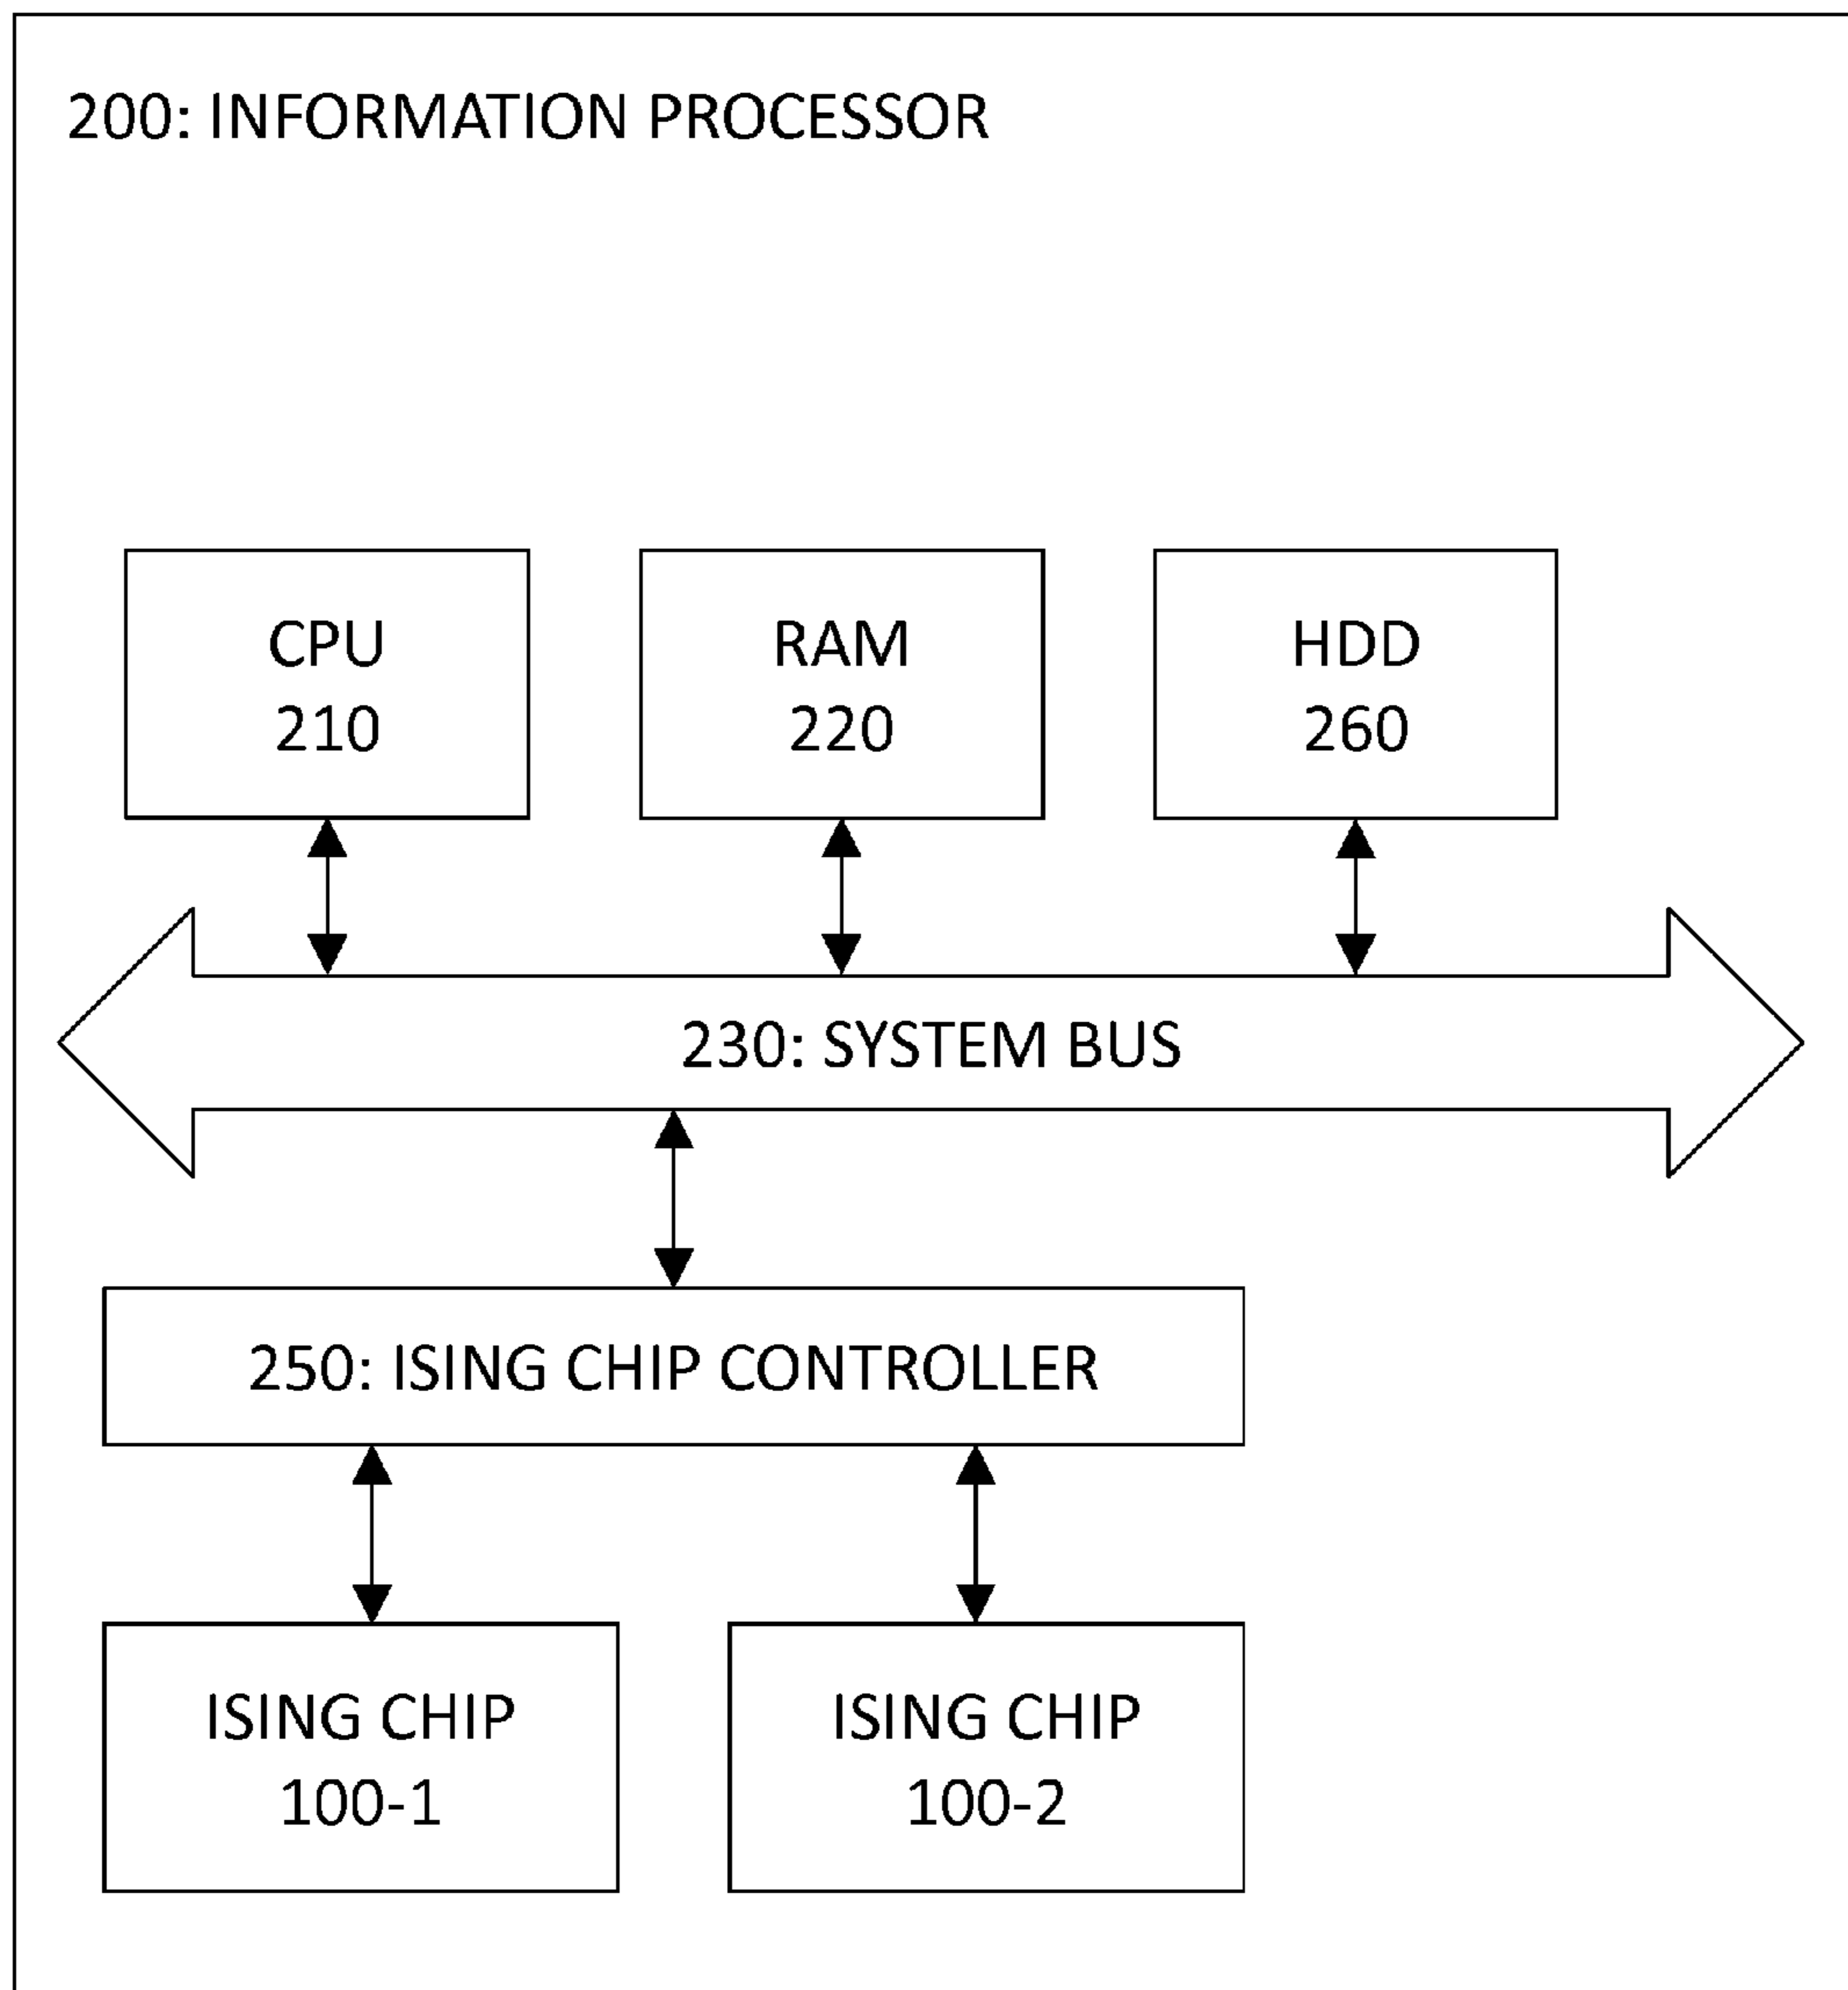 200: INFORMATION PROCESSOR
CPU
210
RAM
220
HDD
260
230: SYSTEM BUS
250: ISING CHIP CONTROLLER
ISING CHIP
100-1
ISING CHIP
100-2